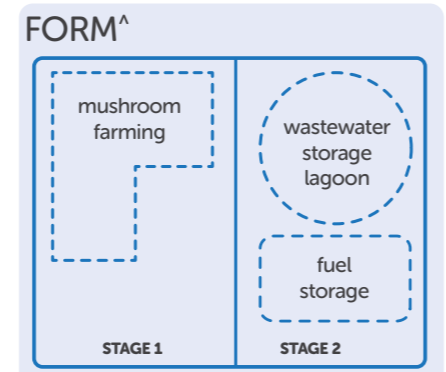 FORM^
mushroom
farming
wastewater
storage
lagoon
fuel
storage
STAGE 1
STAGE 2